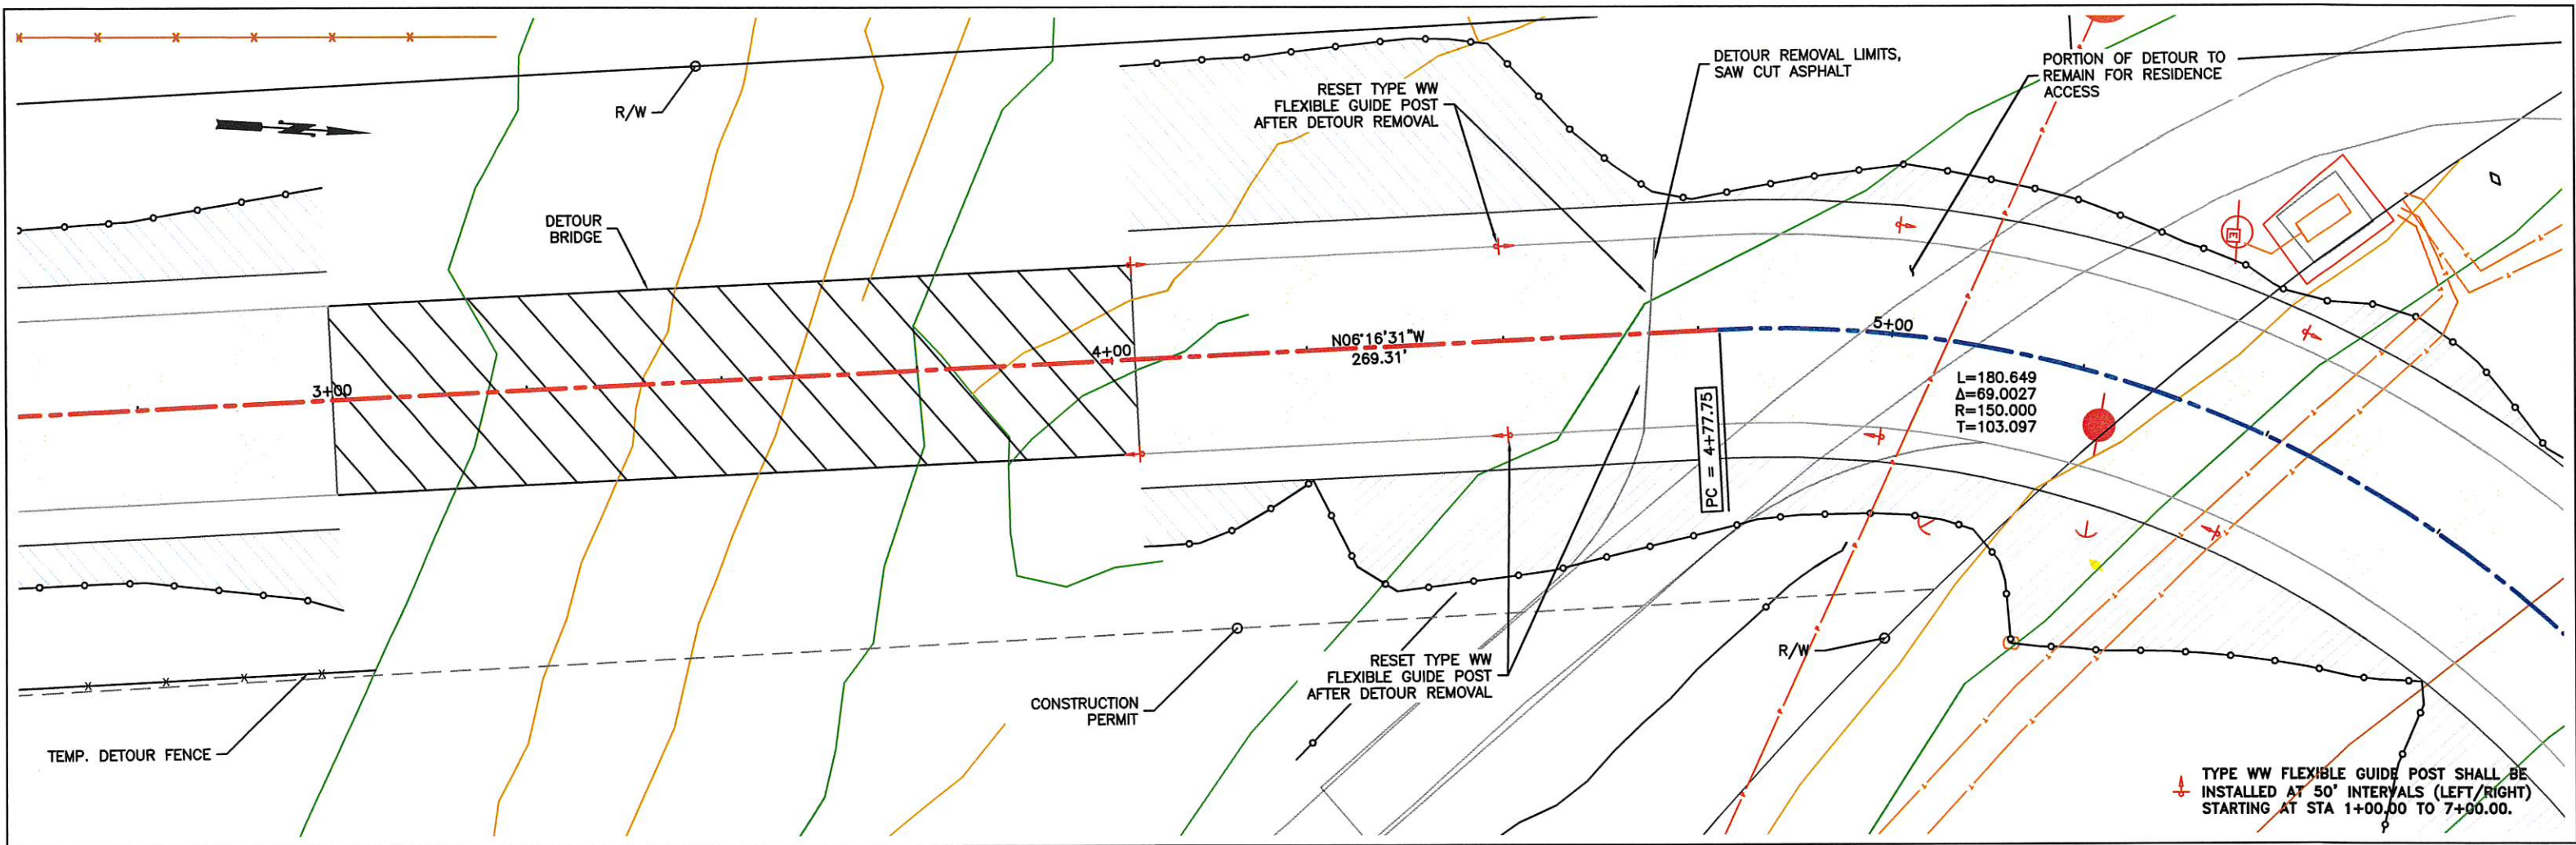 R/W
DETOUR
BRIDGE
RESET TYPE WW
FLEXIBLE GUIDE POST
AFTER DETOUR REMOVAL
DETOUR REMOVAL LIMITS,
SAW CUT ASPHALT
PORTION OF DETOUR TO
REMAIN FOR RESIDENCE
ACCESS
E
3+00
4+00
N06°16'31"W
269.31'
5+00
L=180.649
Δ=69.0027
R=150.000
T=103.097
PC = 4+77.75
R/W
RESET TYPE WW
FLEXIBLE GUIDE POST
AFTER DETOUR REMOVAL
CONSTRUCTION
PERMIT
TEMP. DETOUR FENCE
TYPE WW FLEXIBLE GUIDE POST SHALL BE
INSTALLED AT 50' INTERVALS (LEFT/RIGHT)
STARTING AT STA 1+00.00 TO 7+00.00.